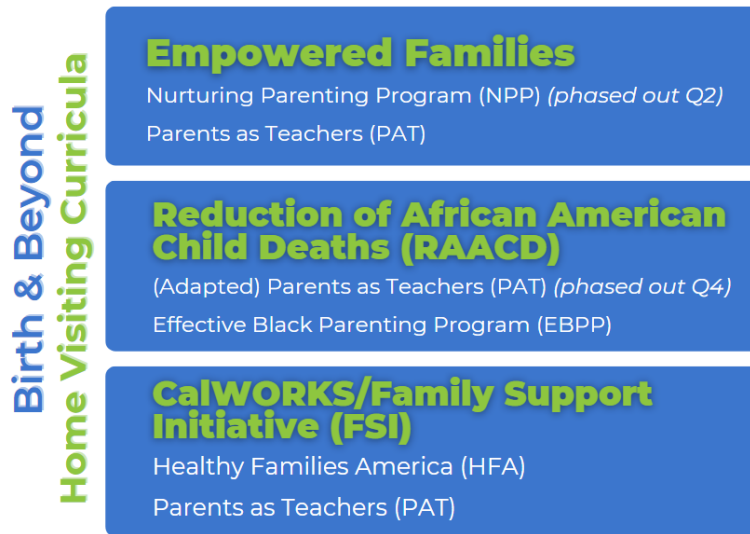 Birth & Beyond
Home Visiting Curricula
Empowered Families
Nurturing Parenting Program (NPP) (phased out Q2)
Parents as Teachers (PAT)
Reduction of African American
Child Deaths (RAACD)
(Adapted) Parents as Teachers (PAT) (phased out Q4)
Effective Black Parenting Program (EBPP)
CalWORKS/Family Support
Initiative (FSI)
Healthy Families America (HFA)
Parents as Teachers (PAT)